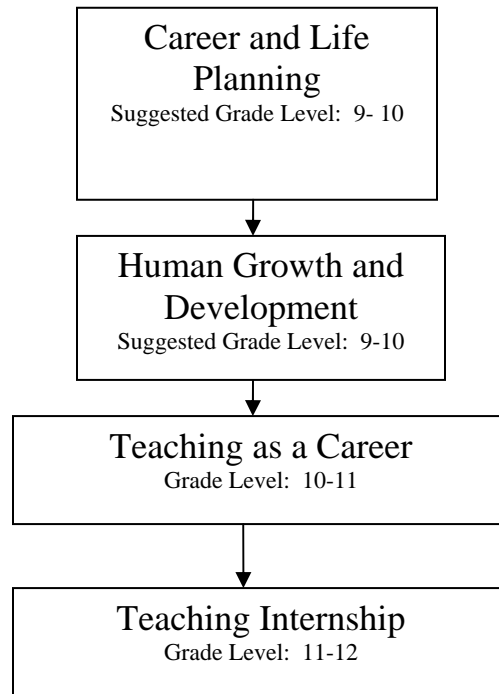 Career and Life
Planning
Suggested Grade Level:  9- 10
Human Growth and
Development
Suggested Grade Level:  9-10
Teaching as a Career
Grade Level:  10-11
Teaching Internship
Grade Level:  11-12